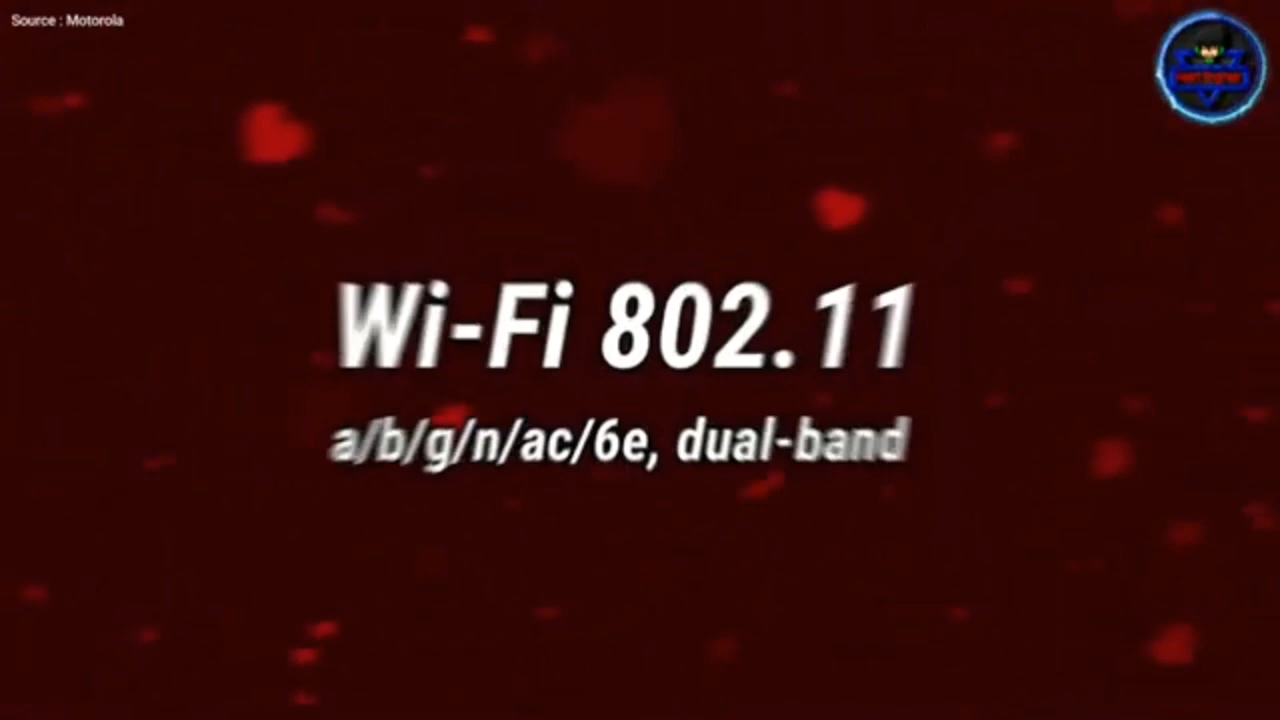 Source : Motorola
Wi-Fi 802.11
a/b/g/n/ac/6e, dual-band